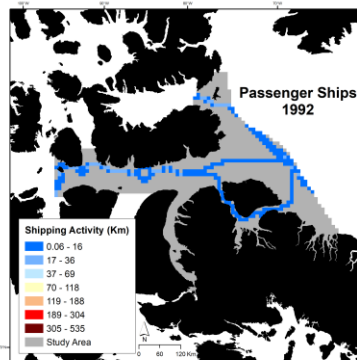 Passenger Ships
1992
Shipping Activity (Km)
0.06 - 16
17 - 36
37 - 69
70 - 118
119 - 188
189 - 304
305 - 535
Study Area
N
0 60 120 Km